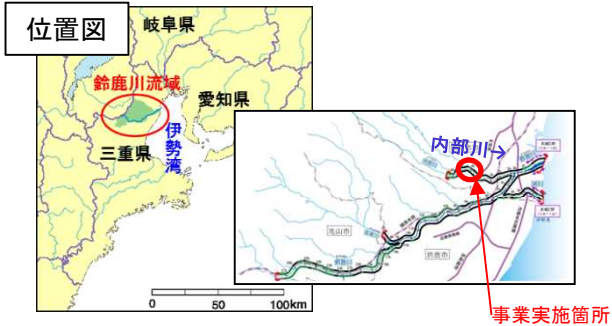 位置図
岐阜県
鈴鹿川流域
愛知県
伊勢湾
三重県
内部川→
亀山市
鈴鹿市
0 50 100km
事業実施箇所